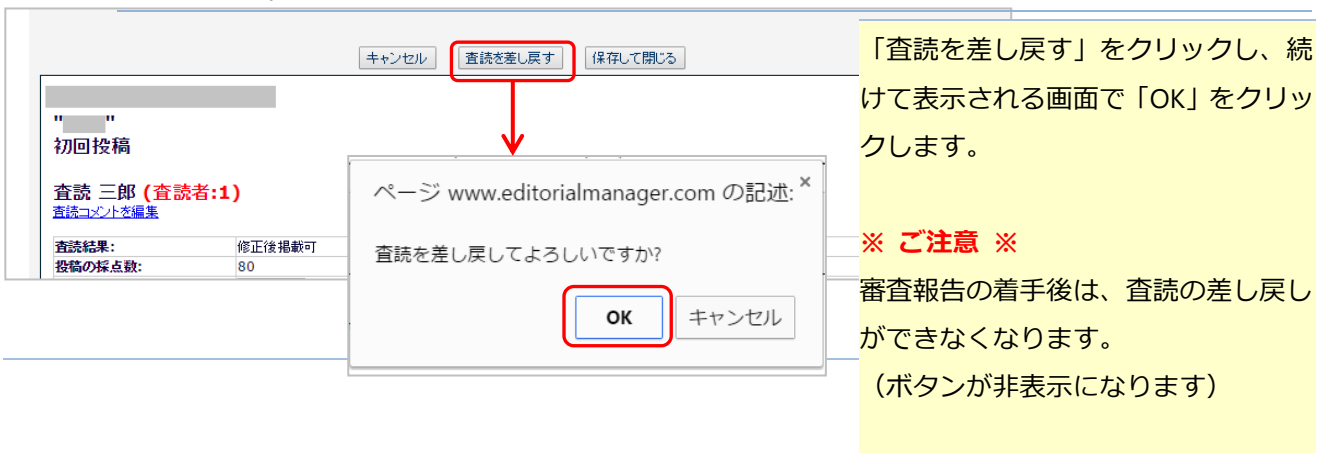 キャンセル 査読を差し戻す 保存して閉じる
" "
初回投稿
査読 三郎 (査読者:1)
査読コメントを編集
査読結果: 修正後掲載可
投稿の採点数: 80
ページ www.editorialmanager.com の記述: ×
査読を差し戻してよろしいですか?
OK キャンセル
「査読を差し戻す」をクリックし、続
けて表示される画面で「OK」をクリッ
クします。
※ ご注意 ※
審査報告の着手後は、査読の差し戻し
ができなくなります。
（ボタンが非表示になります）